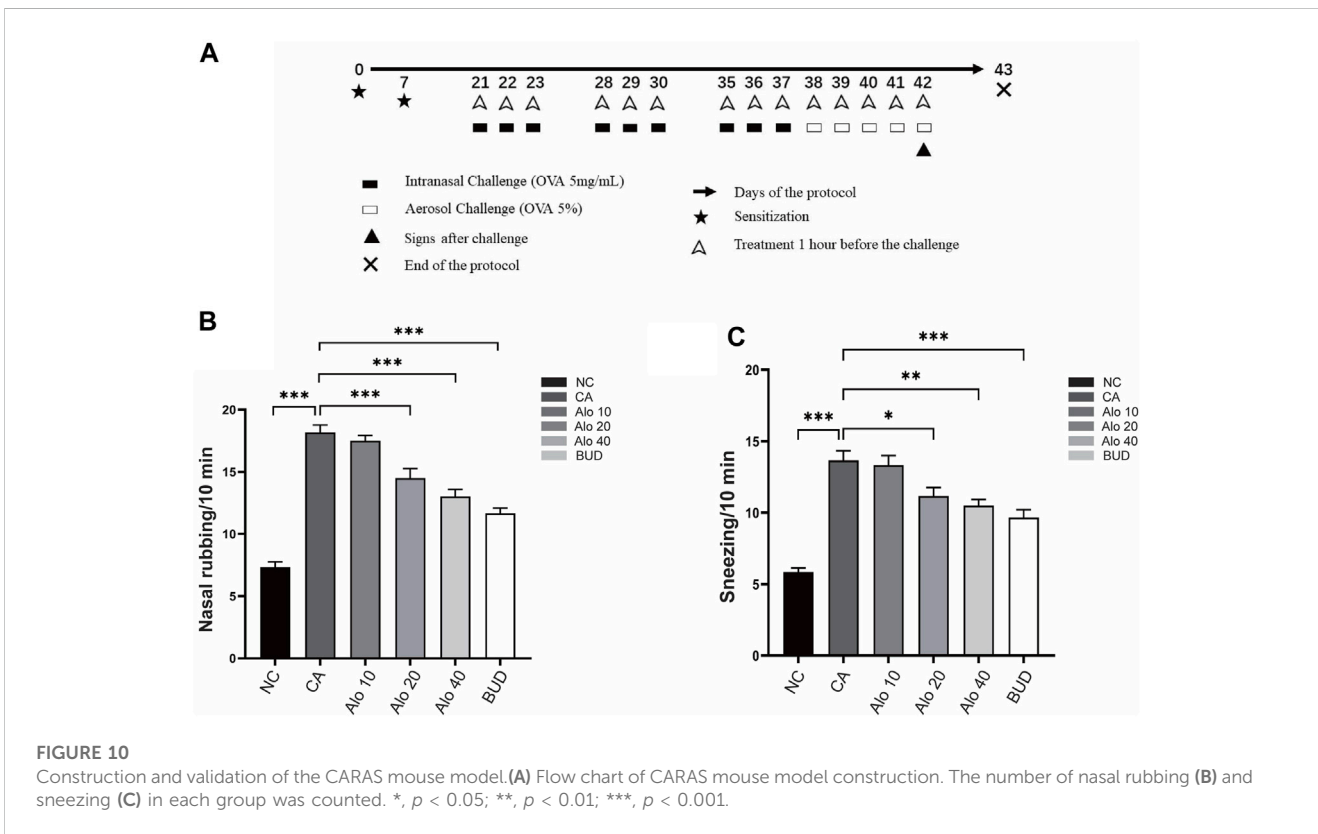 A
0 43
7 21 22 23 28 29 30 35 36 37 38 39 40 41 42
Intranasal Challenge (OVA 5mg/mL)
Aerosol Challenge (OVA 5%)
Signs after challenge
End of the protocol
Days of the protocol
Sensitization
Treatment 1 hour before the challenge
B
***
***
*** ***
NC
CA
Alo 10
Alo 20
Alo 40
BUD
Nasal rubbing/10 min
20
15
10
5
0
NC CA Alo 10 Alo 20 Alo 40 BUD
C
***
**
*** *
NC
CA
Alo 10
Alo 20
Alo 40
BUD
Sneezing/10 min
20
15
10
5
0
NC CA Alo 10 Alo 20 Alo 40 BUD
FIGURE 10
Construction and validation of the CARAS mouse model.(A) Flow chart of CARAS mouse model construction. The number of nasal rubbing (B) and
sneezing (C) in each group was counted. *, p < 0.05; **, p < 0.01; ***, p < 0.001.